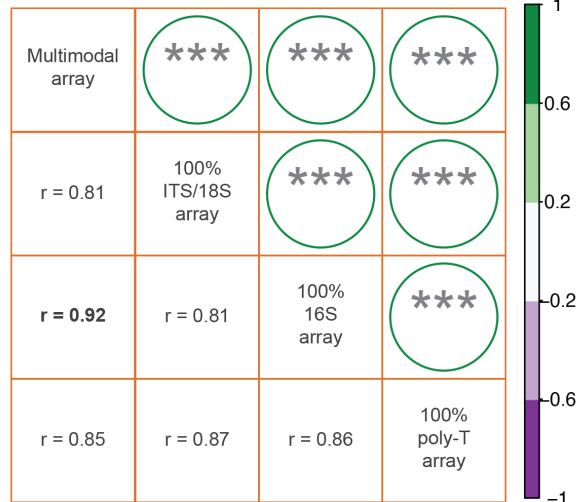 Multimodal
array
***
***
***
r = 0.81
100%
ITS/18S
array
***
***
r = 0.92
r = 0.81
100%
16S
array
***
r = 0.85
r = 0.87
r = 0.86
100%
poly-T
array
1
0.6
0.2
−0.2
−0.6
−1